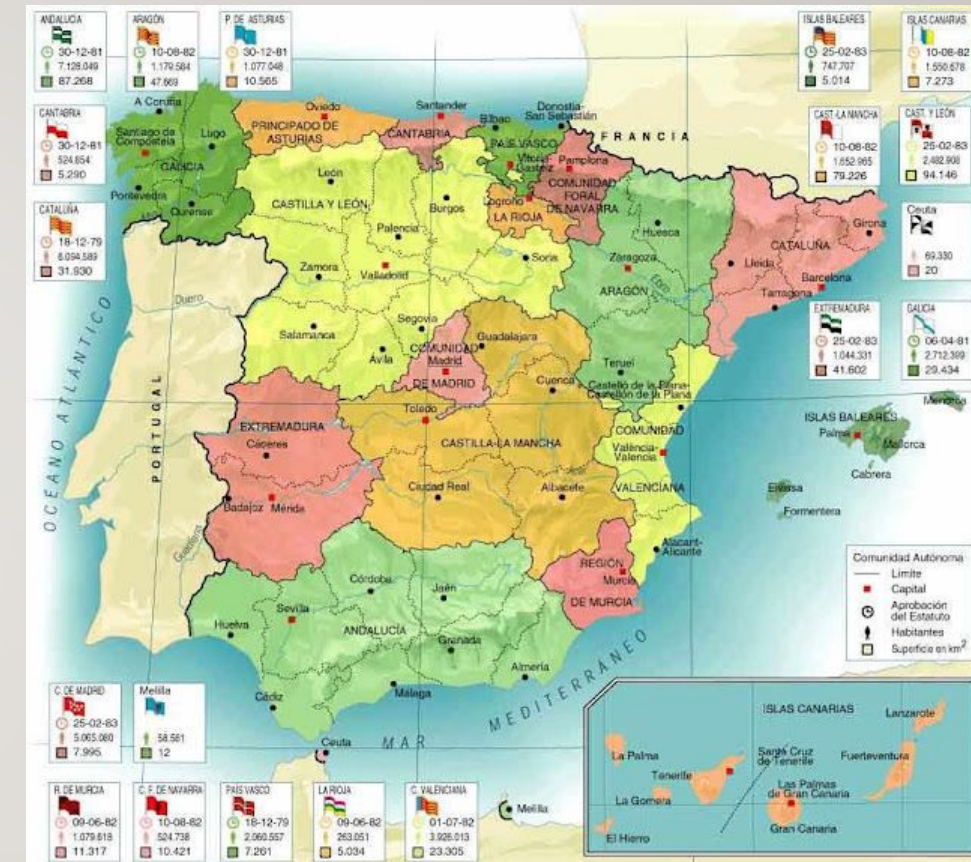 ANDALUCIA
30-12-81
7.128.049
87.268
ARAGÓN
10-08-82
1.179.564
47.669
P. DE ASTURIAS
30-12-81
1.077.048
10.565
ISLAS BALEARES
25-02-83
747.707
5.014
ISLAS CANARIAS
10-08-82
1.550.678
7.273
CANTABRIA
30-12-81
524.654
5.290
CAST.-LA MANCHA
10-08-82
1.652.965
79.226
CAST. Y LEÓN
25-02-83
2.482.908
94.146
CATALUÑA
18-12-79
6.094.589
31.930
Ceuta
69.330
20
EXTREMADURA
25-02-83
1.044.331
41.602
GALICIA
06-04-81
2.712.399
29.434
A Coruña
Santiago de
Compostela
Lugo
GALICIA
Pontevedra
Ourense
Oviedo
PRINCIPADO DE
ASTURIAS
Santander
CANTABRIA
Bilbao
Donostia-
San Sebastián
PAÍS VASCO
Vitoria-
Gasteiz
Pamplona
COMUNIDAD
FORAL
DE NAVARRA
FRANCIA
Logroño
LA RIOJA
León
CASTILLA Y LEÓN
Burgos
Palencia
Zamora
Valladolid
Soria
Salamanca
Segovia
Ávila
Huesca
Zaragoza
Ebro
ARAGÓN
Teruel
CATALUÑA
Girona
Lleida
Barcelona
Tarragona
COMUNIDAD
Madrid
DE MADRID
Guadalajara
Cuenca
Toledo
CASTILLA-LA MANCHA
Ciudad Real
Albacete
Castelló de la Plana-
Castellón de la Plana
COMUNIDAD
València-
Valencia
VALENCIANA
Alacant-
Alicante
EXTREMADURA
Cáceres
Badajoz
Mérida
REGIÓN
Murcia
DE MURCIA
Córdoba
Jaén
Sevilla
Huelva
ANDALUCÍA
Granada
Almería
Cádiz
Málaga
Ceuta
Melilla
ISLAS BALEARES
Menorca
Palma
Mallorca
Cabrera
Eivissa
Formentera
OCÉANO ATLÁNTICO
PORTUGAL
Duero
Guadiana
MAR MEDITERRÁNEO
Comunidad Autónoma
Límite
Capital
Aprobación
del Estatuto
Habitantes
Superficie en km²
C. DE MADRID
25-02-83
5.065.080
7.995
Melilla
58.561
12
R. DE MURCIA
09-06-82
1.079.618
11.317
C. F. DE NAVARRA
10-08-82
524.738
10.421
PAÍS VASCO
18-12-79
2.060.557
7.261
LA RIOJA
09-06-82
263.051
5.034
C. VALENCIANA
01-07-82
3.926.013
23.305
ISLAS CANARIAS
Lanzarote
La Palma
Santa Cruz
de Tenerife
Fuerteventura
Tenerife
Las Palmas
de Gran Canaria
La Gomera
Gran Canaria
El Hierro